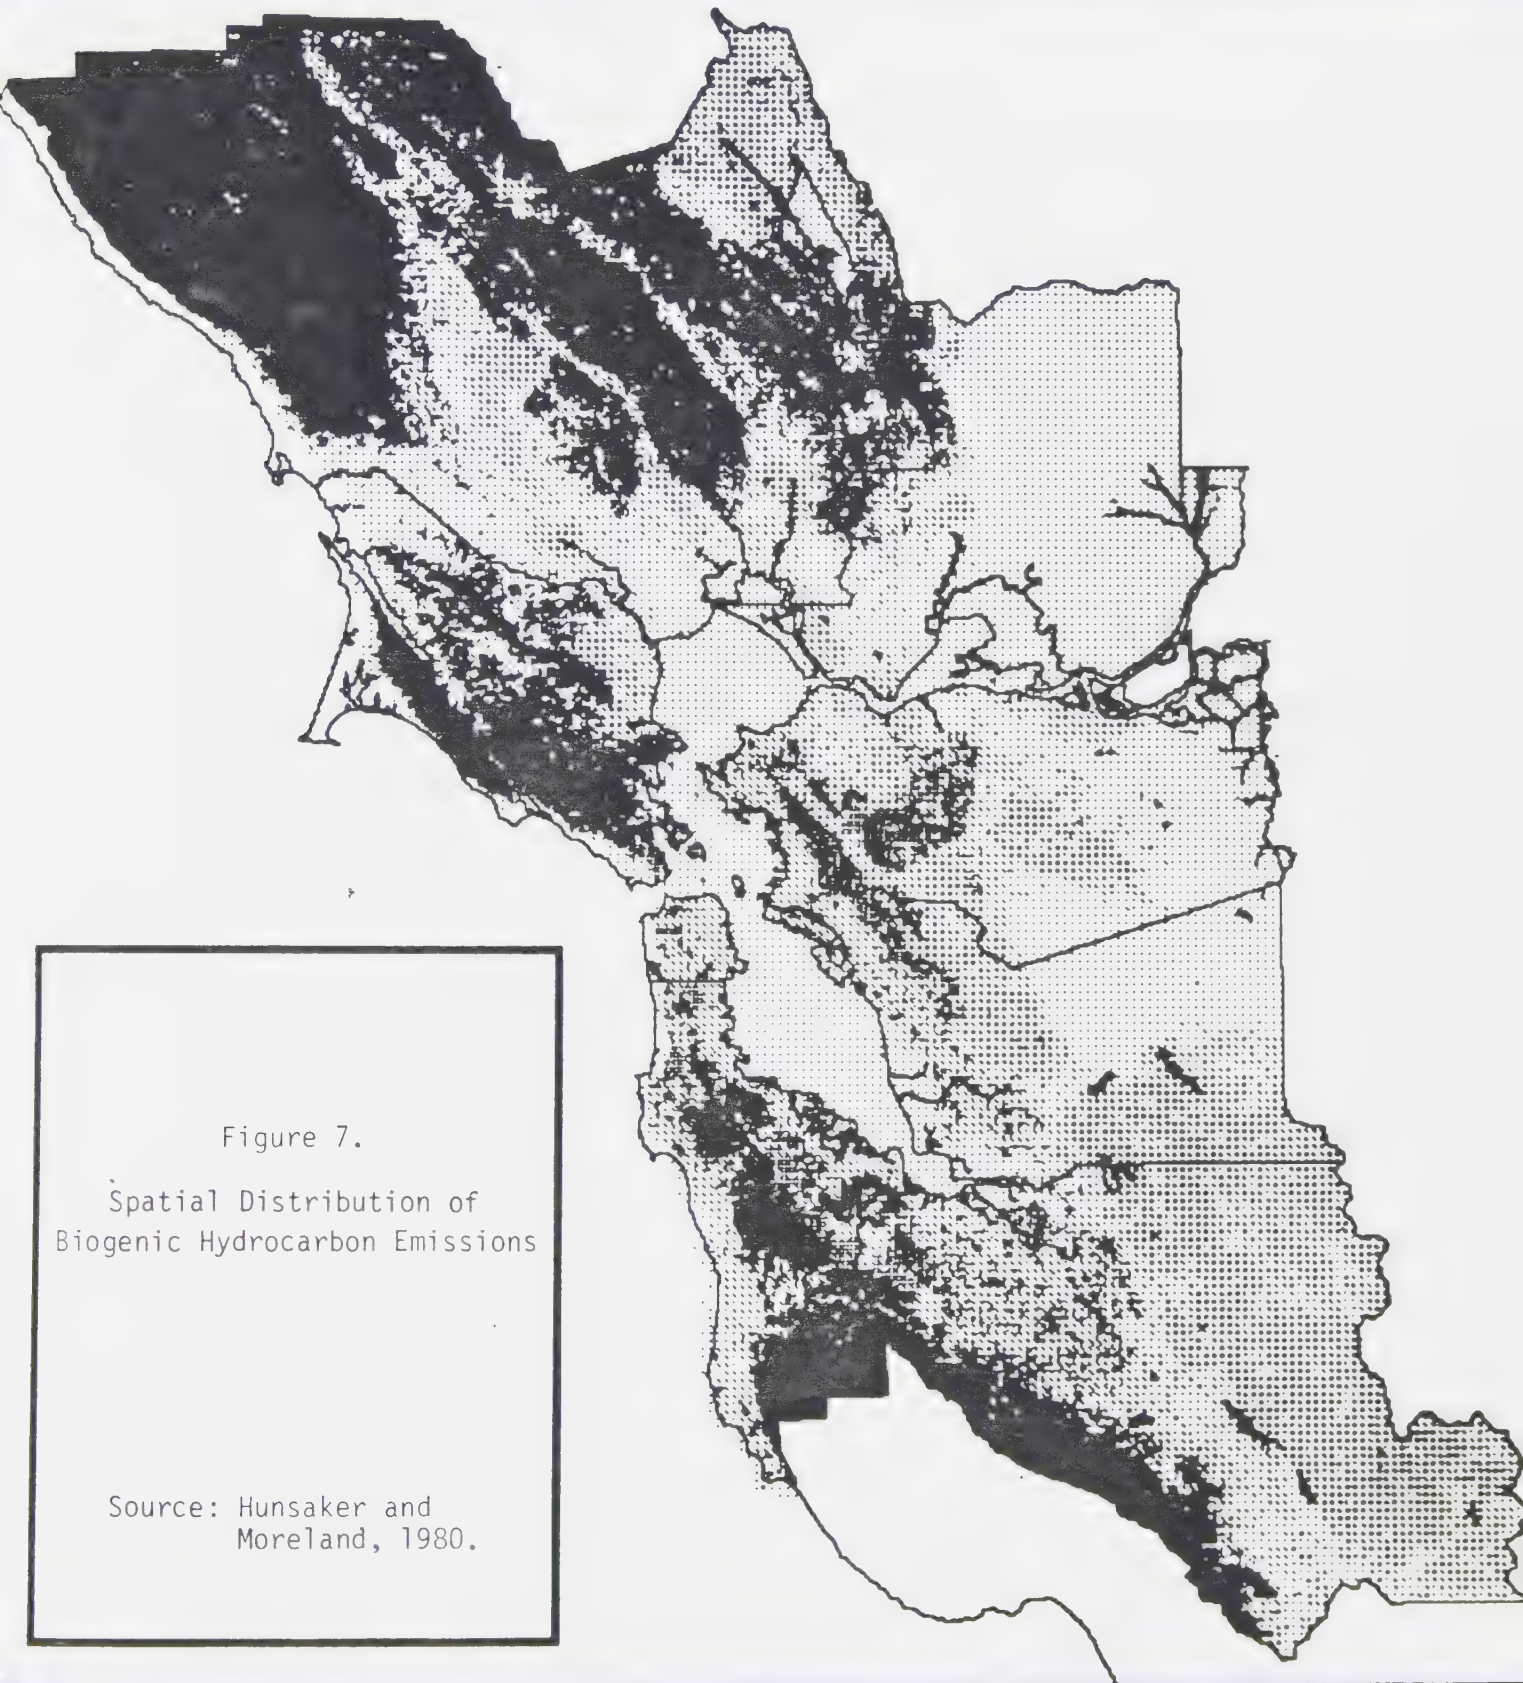 Figure 7.
Spatial Distribution of
Biogenic Hydrocarbon Emissions
Source: Hunsaker and
Moreland, 1980.